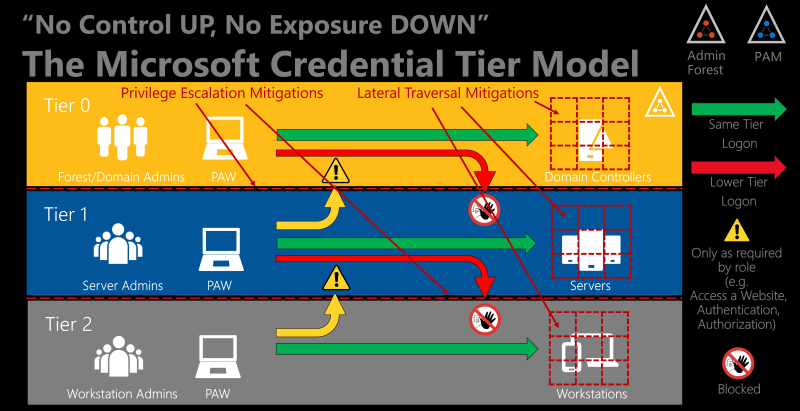 “No Control UP, No Exposure DOWN”
The Microsoft Credential Tier Model
Admin
Forest
PAM
Tier 0
Privilege Escalation Mitigations
Lateral Traversal Mitigations
Forest/Domain Admins
PAW
Domain Controllers
Same Tier
Logon
Lower Tier
Logon
Tier 1
Server Admins
PAW
Servers
Only as required
by role
(e.g.
Access a Website,
Authentication,
Authorization)
Tier 2
Workstation Admins
PAW
Workstations
Blocked